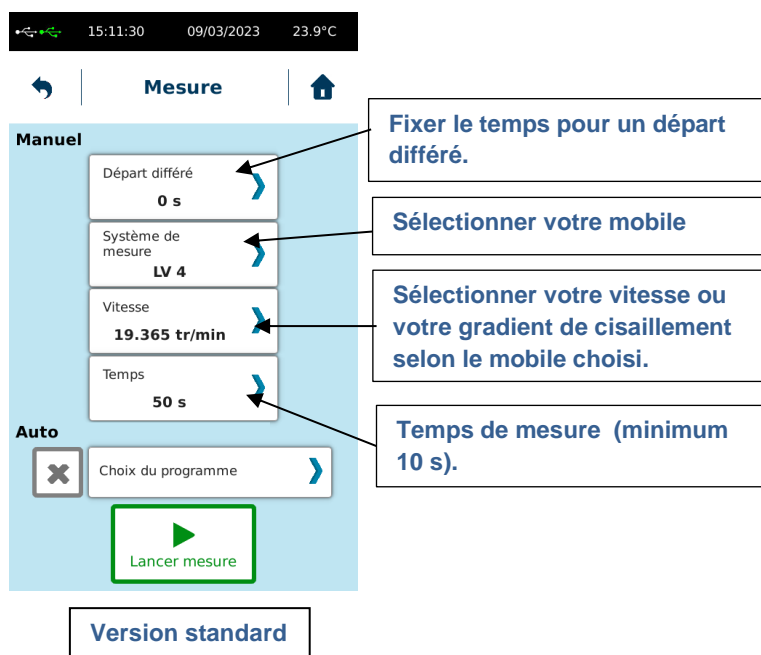 15:11:30 09/03/2023 23.9°C
Mesure
Manuel
Départ différé
0 s
Système de
mesure
LV 4
Vitesse
19.365 tr/min
Temps
50 s
Auto
Choix du programme
Lancer mesure
Fixer le temps pour un départ
différé.
Sélectionner votre mobile
Sélectionner votre vitesse ou
votre gradient de cisaillement
selon le mobile choisi.
Temps de mesure (minimum
10 s).
Version standard